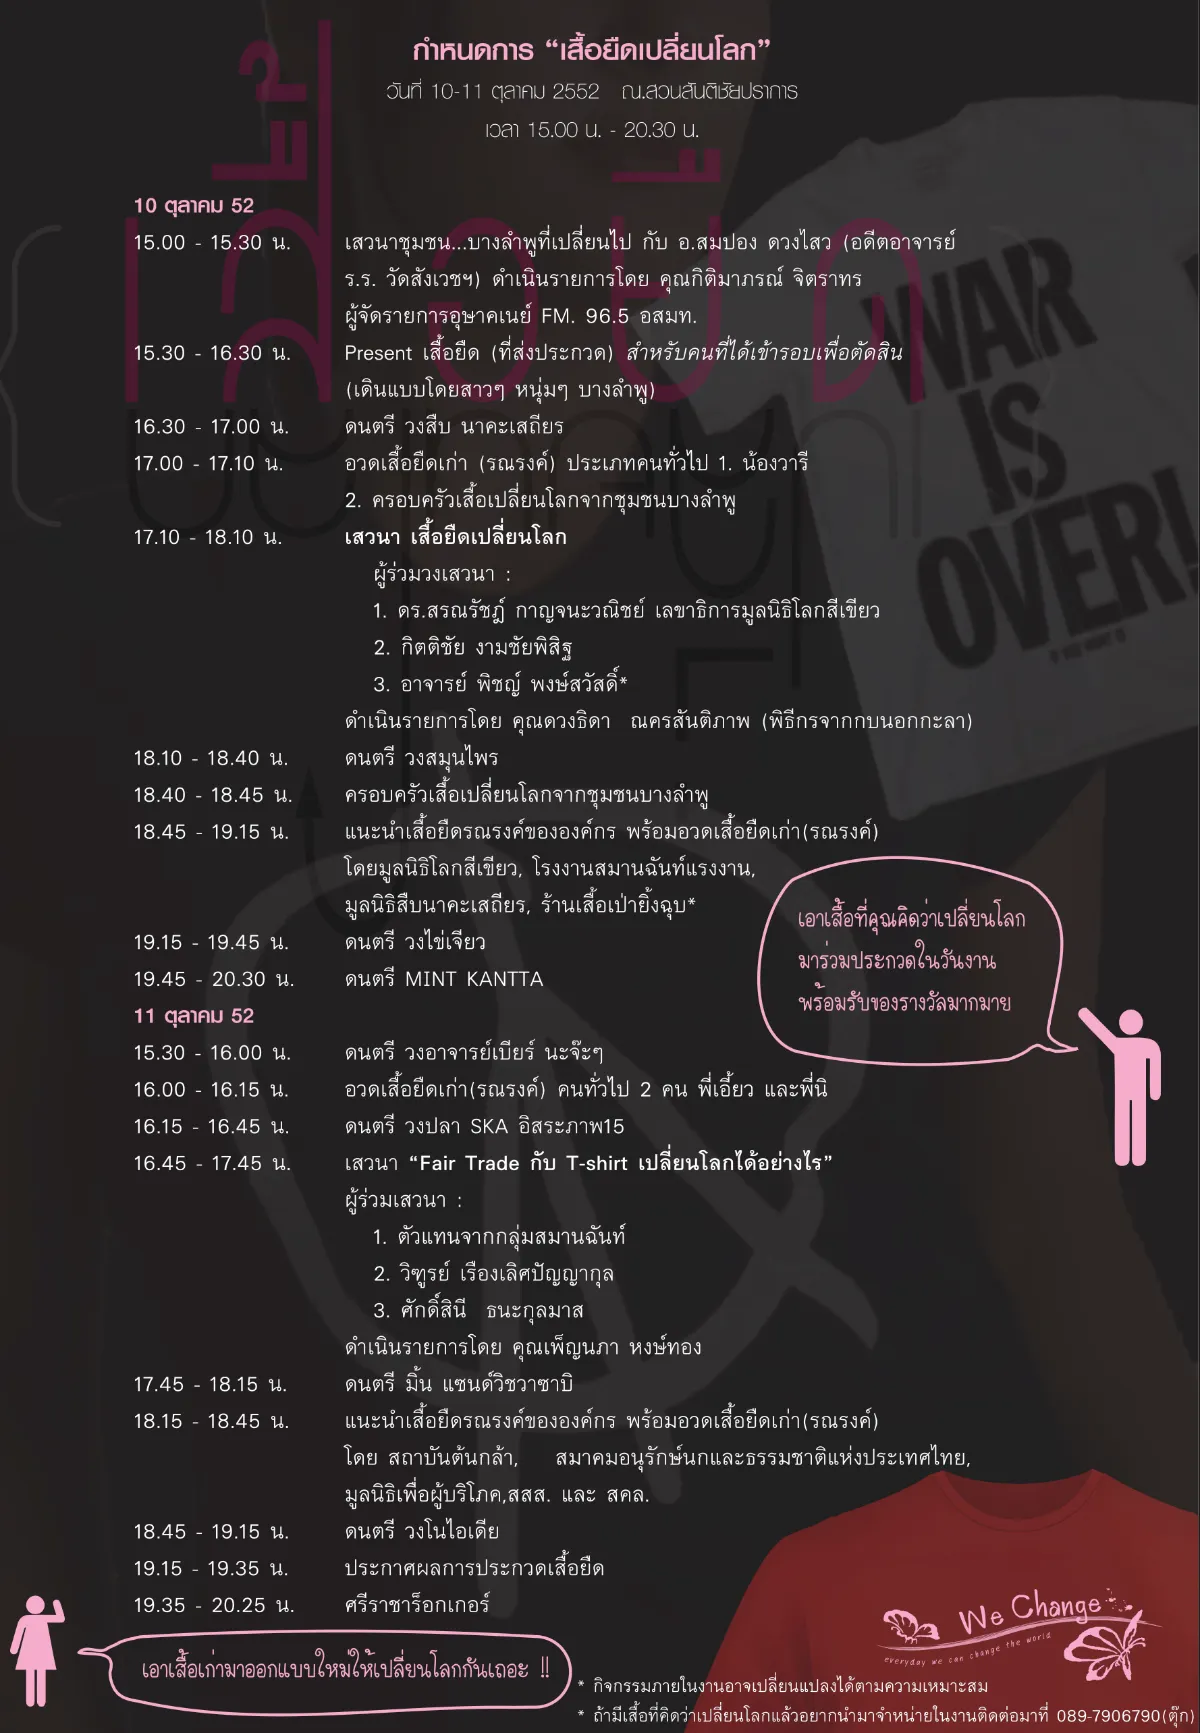 กำหนดการ “เสื้อยืดเปลี่ยนโลก”
วันที่ 10-11 ตุลาคม 2552 ณ.สวนสันติชัยปราการ
เวลา 15.00 น. - 20.30 น.
10 ตุลาคม 52
15.00 - 15.30 น. เสวนาชุมชน...บางลำพูที่เปลี่ยนไป กับ อ.สมปอง ดวงไสว (อดีตอาจารย์
ร.ร. วัดสังเวชฯ) ดำเนินรายการโดย คุณกิติมาภรณ์ จิตราทร
ผู้จัดรายการอุษาคเนย์ FM. 96.5 อสมท.
15.30 - 16.30 น. Present เสื้อยืด (ที่ส่งประกวด) สำหรับคนที่ได้เข้ารอบเพื่อตัดสิน
(เดินแบบโดยสาวๆ หนุ่มๆ บางลำพู)
16.30 - 17.00 น. ดนตรี วงสืบ นาคะเสถียร
17.00 - 17.10 น. อวดเสื้อยืดเก่า (รณรงค์) ประเภทคนทั่วไป 1. น้องวารี
2. ครอบครัวเสื้อเปลี่ยนโลกจากชุมชนบางลำพู
17.10 - 18.10 น. เสวนา เสื้อยืดเปลี่ยนโลก
ผู้ร่วมวงเสวนา :
1. ดร.สรณรัชฎ์ กาญจนะวณิชย์ เลขาธิการมูลนิธิโลกสีเขียว
2. กิตติชัย งามชัยพิสิฐ
3. อาจารย์ พิชญ์ พงษ์สวัสดิ์*
ดำเนินรายการโดย คุณดวงธิดา ณครสันติภาพ (พิธีกรจากกบนอกกะลา)
18.10 - 18.40 น. ดนตรี วงสมุนไพร
18.40 - 18.45 น. ครอบครัวเสื้อเปลี่ยนโลกจากชุมชนบางลำพู
18.45 - 19.15 น. แนะนำเสื้อยืดรณรงค์ขององค์กร พร้อมอวดเสื้อยืดเก่า(รณรงค์)
โดยมูลนิธิโลกสีเขียว, โรงงานสมานฉันท์แรงงาน,
มูลนิธิสืบนาคะเสถียร, ร้านเสื้อเป่ายิ้งฉุบ*
19.15 - 19.45 น. ดนตรี วงไข่เจียว
19.45 - 20.30 น. ดนตรี MINT KANTTA
เอาเสื้อที่คุณคิดว่าเปลี่ยนโลก
มาร่วมประกวดในวันงาน
พร้อมรับของรางวัลมากมาย
11 ตุลาคม 52
15.30 - 16.00 น. ดนตรี วงอาจารย์เบียร์ นะจ๊ะๆ
16.00 - 16.15 น. อวดเสื้อยืดเก่า(รณรงค์) คนทั่วไป 2 คน พี่เอี้ยว และพี่นิ
16.15 - 16.45 น. ดนตรี วงปลา SKA อิสระภาพ15
16.45 - 17.45 น. เสวนา “Fair Trade กับ T-shirt เปลี่ยนโลกได้อย่างไร”
ผู้ร่วมเสวนา :
1. ตัวแทนจากกลุ่มสมานฉันท์
2. วิฑูรย์ เรืองเลิศปัญญากุล
3. ศักดิ์สินี ธนะกุลมาส
ดำเนินรายการโดย คุณเพ็ญนภา หงษ์ทอง
17.45 - 18.15 น. ดนตรี มิ้น แซนด์วิชวาซาบิ
18.15 - 18.45 น. แนะนำเสื้อยืดรณรงค์ขององค์กร พร้อมอวดเสื้อยืดเก่า(รณรงค์)
โดย สถาบันต้นกล้า, สมาคมอนุรักษ์นกและธรรมชาติแห่งประเทศไทย,
มูลนิธิเพื่อผู้บริโภค,สสส. และ สคล.
18.45 - 19.15 น. ดนตรี วงโนไอเดีย
19.15 - 19.35 น. ประกาศผลการประกวดเสื้อยืด
19.35 - 20.25 น. ศรีราชาร็อกเกอร์
เอาเสื้อเก่ามาออกแบบใหม่ให้เปลี่ยนโลกกันเถอะ !!
We Change
everyday we can change the world
* กิจกรรมภายในงานอาจเปลี่ยนแปลงได้ตามความเหมาะสม
* ถ้ามีเสื้อที่คิดว่าเปลี่ยนโลกแล้วอยากนำมาจำหน่ายในงานติดต่อมาที่ 089-7906790(ตุ๊ก)
WAR
IS
OVER!